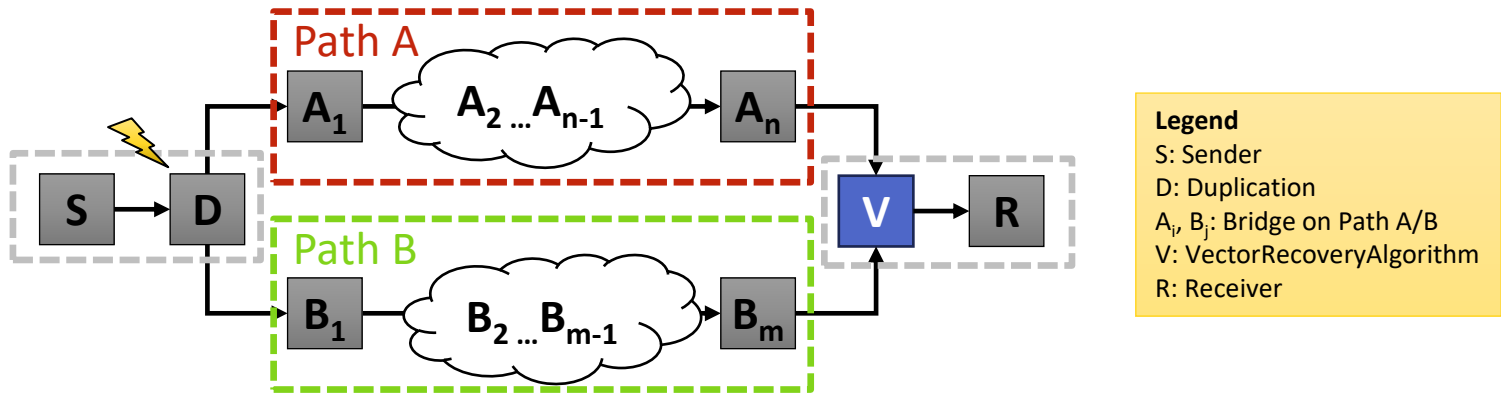 Path A
A₁
A₂ ...Aₙ₋₁
Aₙ
S
D
V
R
Path B
B₁
B₂ ...Bₘ₋₁
Bₘ
Legend
S: Sender
D: Duplication
Aᵢ, Bⱼ: Bridge on Path A/B
V: VectorRecoveryAlgorithm
R: Receiver